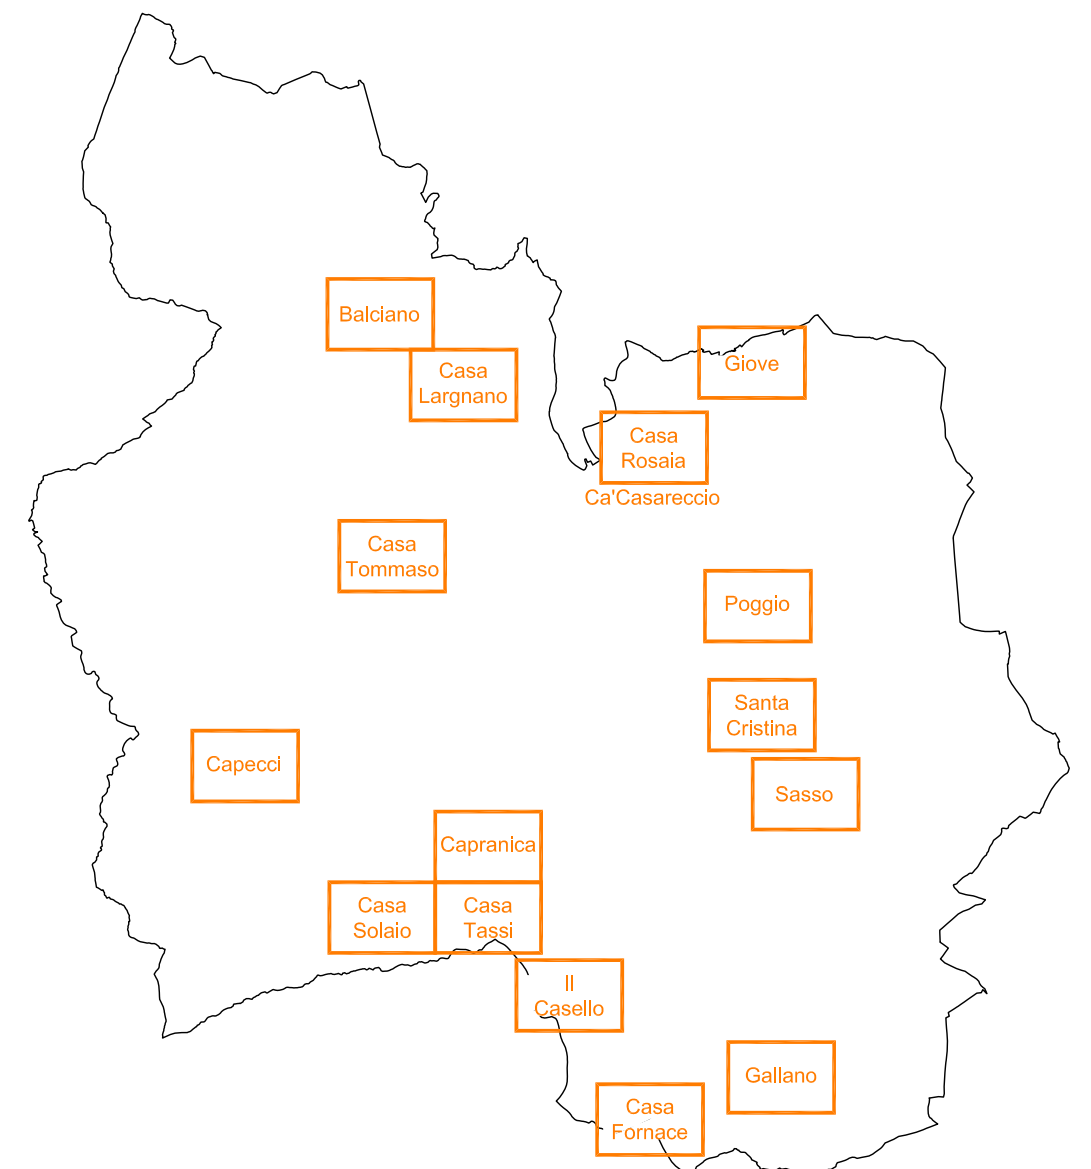 Balciano
Casa
Largnano
Giove
Casa
Rosaia
Ca'Casareccio
Casa
Tommaso
Poggio
Santa
Cristina
Capecci
Sasso
Capranica
Casa
Solaio
Casa
Tassi
Il
Casello
Gallano
Casa
Fornace